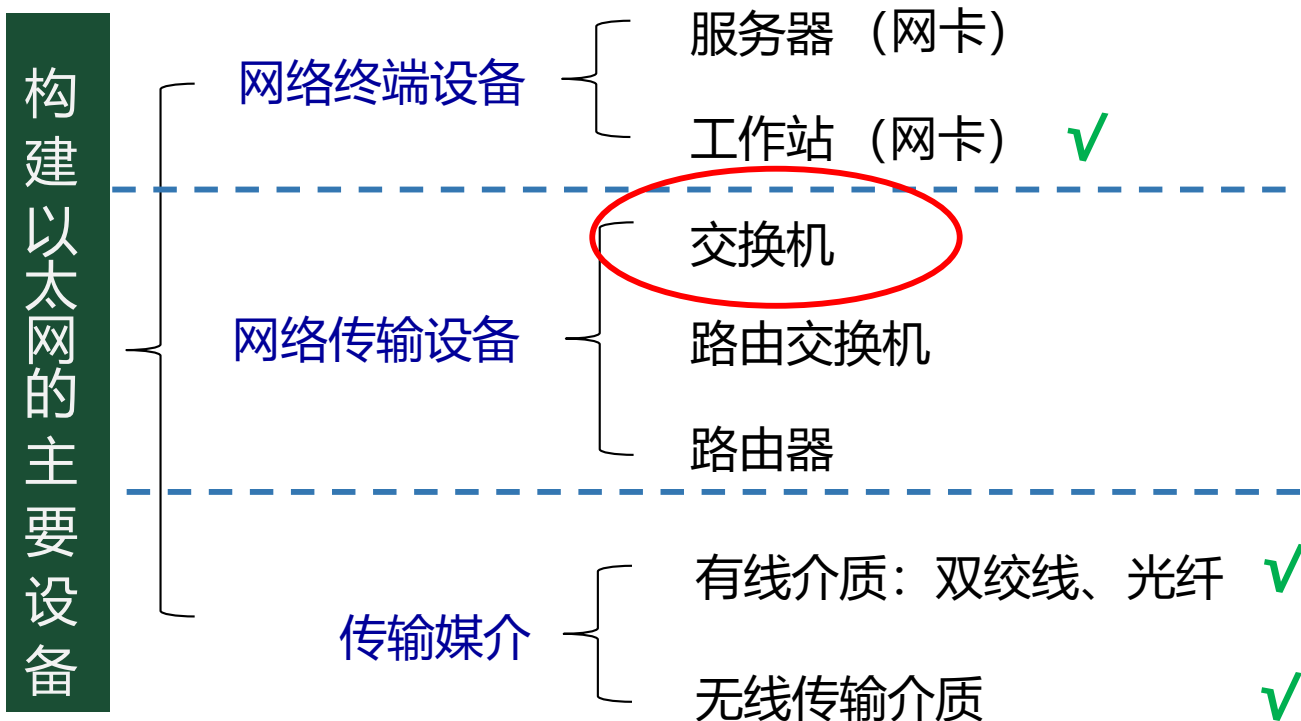 构建以太网的主要设备
网络终端设备
服务器（网卡）
工作站（网卡） √
网络传输设备
交换机
路由交换机
路由器
传输媒介
有线介质：双绞线、光纤 √
无线传输介质 √